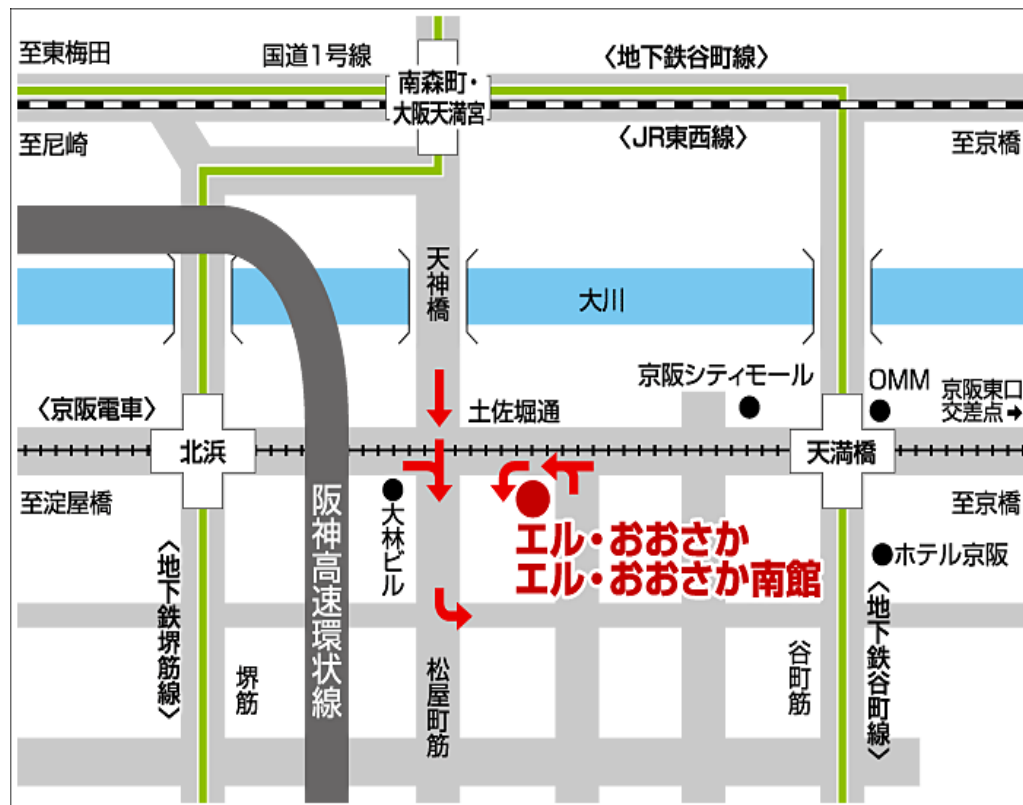 至東梅田
国道1号線
〈地下鉄谷町線〉
南森町・
大阪天満宮
至尼崎
〈JR東西線〉
至京橋
天神橋
大川
京阪シティモール
OMM
京阪東口
交差点➔
〈京阪電車〉
土佐堀通
北浜
天満橋
至淀屋橋
大林ビル
至京橋
エル・おおさか
エル・おおさか南館
ホテル京阪
〈地下鉄堺筋線〉
阪神高速環状線
〈地下鉄谷町線〉
堺筋
松屋町筋
谷町筋